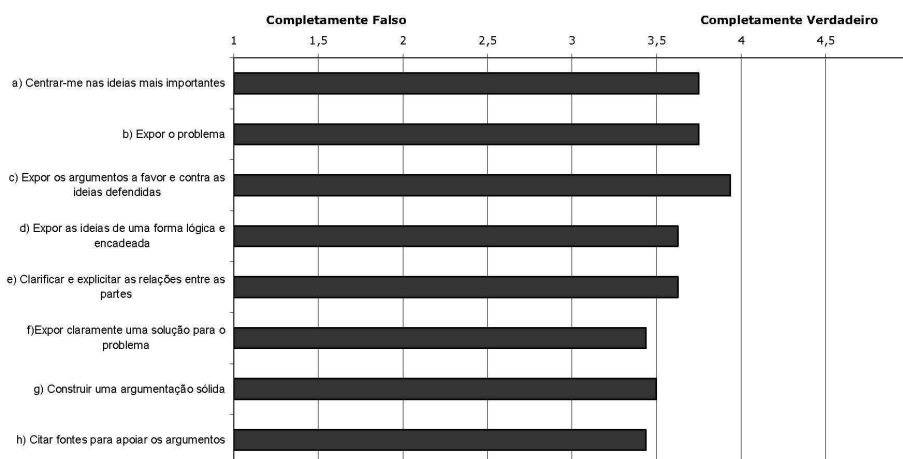 Completamente Falso Completamente Verdadeiro
1 1,5 2 2,5 3 3,5 4 4,5
a) Centrar-me nas ideias mais importantes
b) Expor o problema
c) Expor os argumentos a favor e contra as
ideias defendidas
d) Expor as ideias de uma forma lógica e
encadeada
e) Clarificar e explicitar as relações entre as
partes
f)Expor claramente uma solução para o
problema
g) Construir uma argumentação sólida
h) Citar fontes para apoiar os argumentos